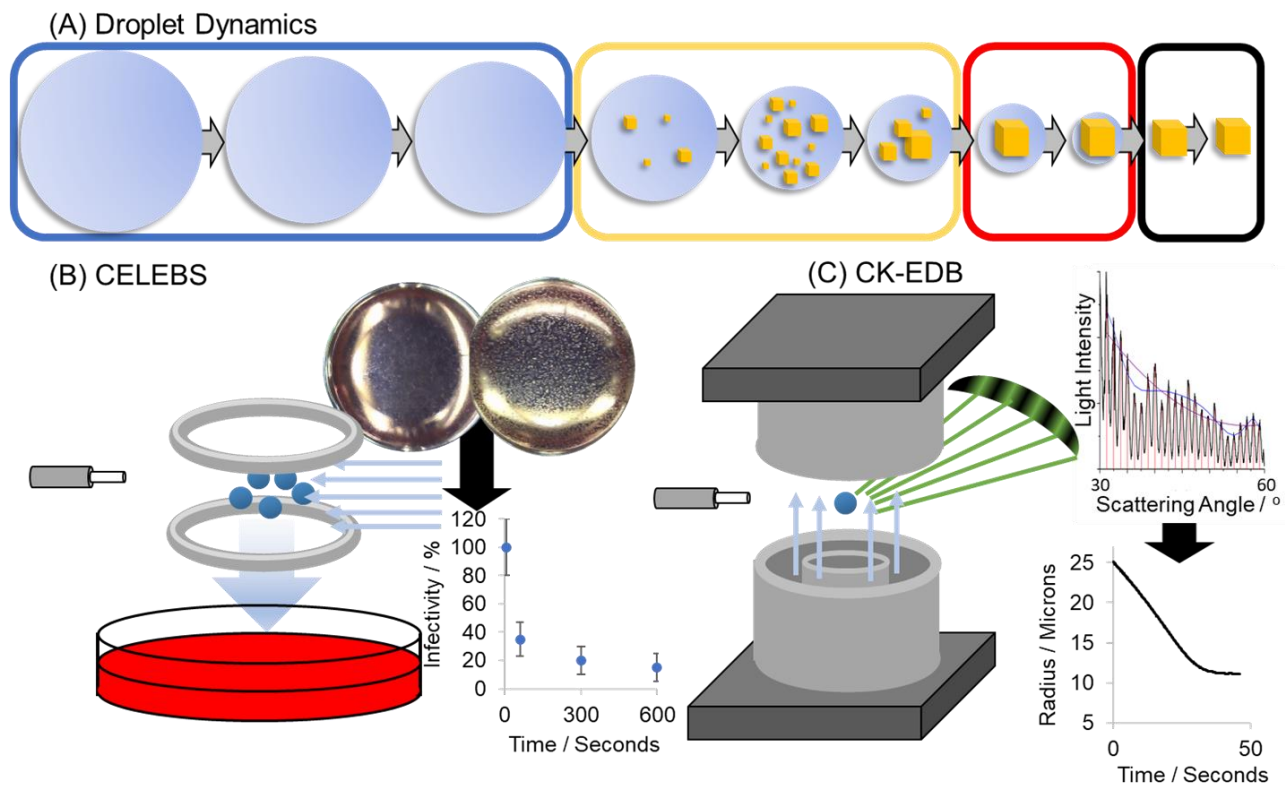 (A) Droplet Dynamics
(B) CELEBS
Infectivity / %
120
100
80
60
40
20
0
0
300
600
Time / Seconds
(C) CK-EDB
Light Intensity
30
60
Scattering Angle / º
Radius / Microns
25
20
15
10
5
0
50
Time / Seconds